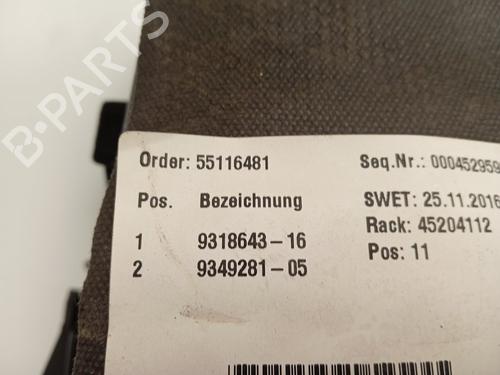 B-PARTS
Order: 55116481
Seq.Nr.: 000452959
Pos. Bezeichnung
SWET: 25.11.2016
Rack: 45204112
1 9318643-16
Pos: 11
2 9349281-05